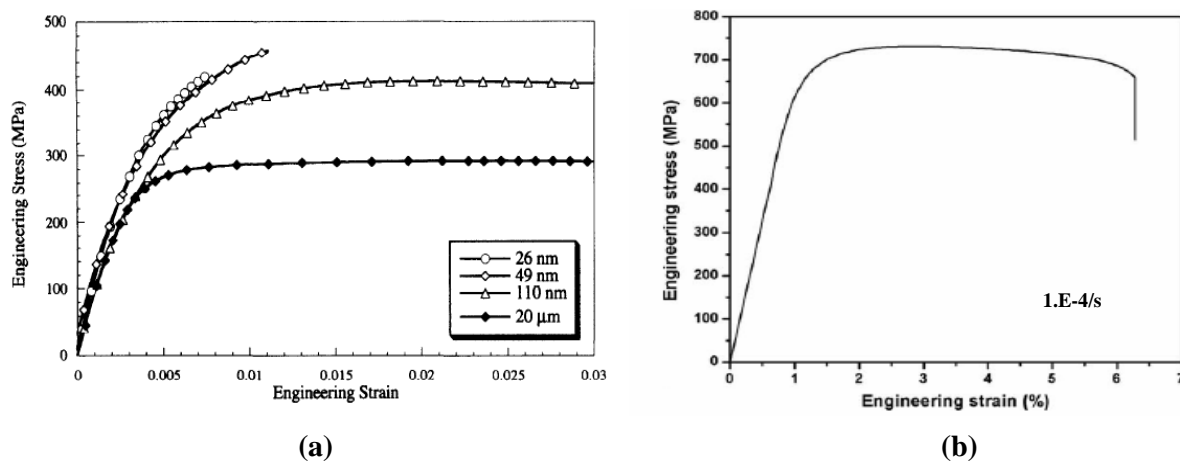 500
400
300
200
100
0
Engineering Stress (MPa)
26 nm
49 nm
110 nm
20 μm
0 0.005 0.01 0.015 0.02 0.025 0.03
Engineering Strain
(a)
800
700
600
500
400
300
200
100
0
Engineering stress (MPa)
1.E-4/s
0 1 2 3 4 5 6 7
Engineering strain (%)
(b)